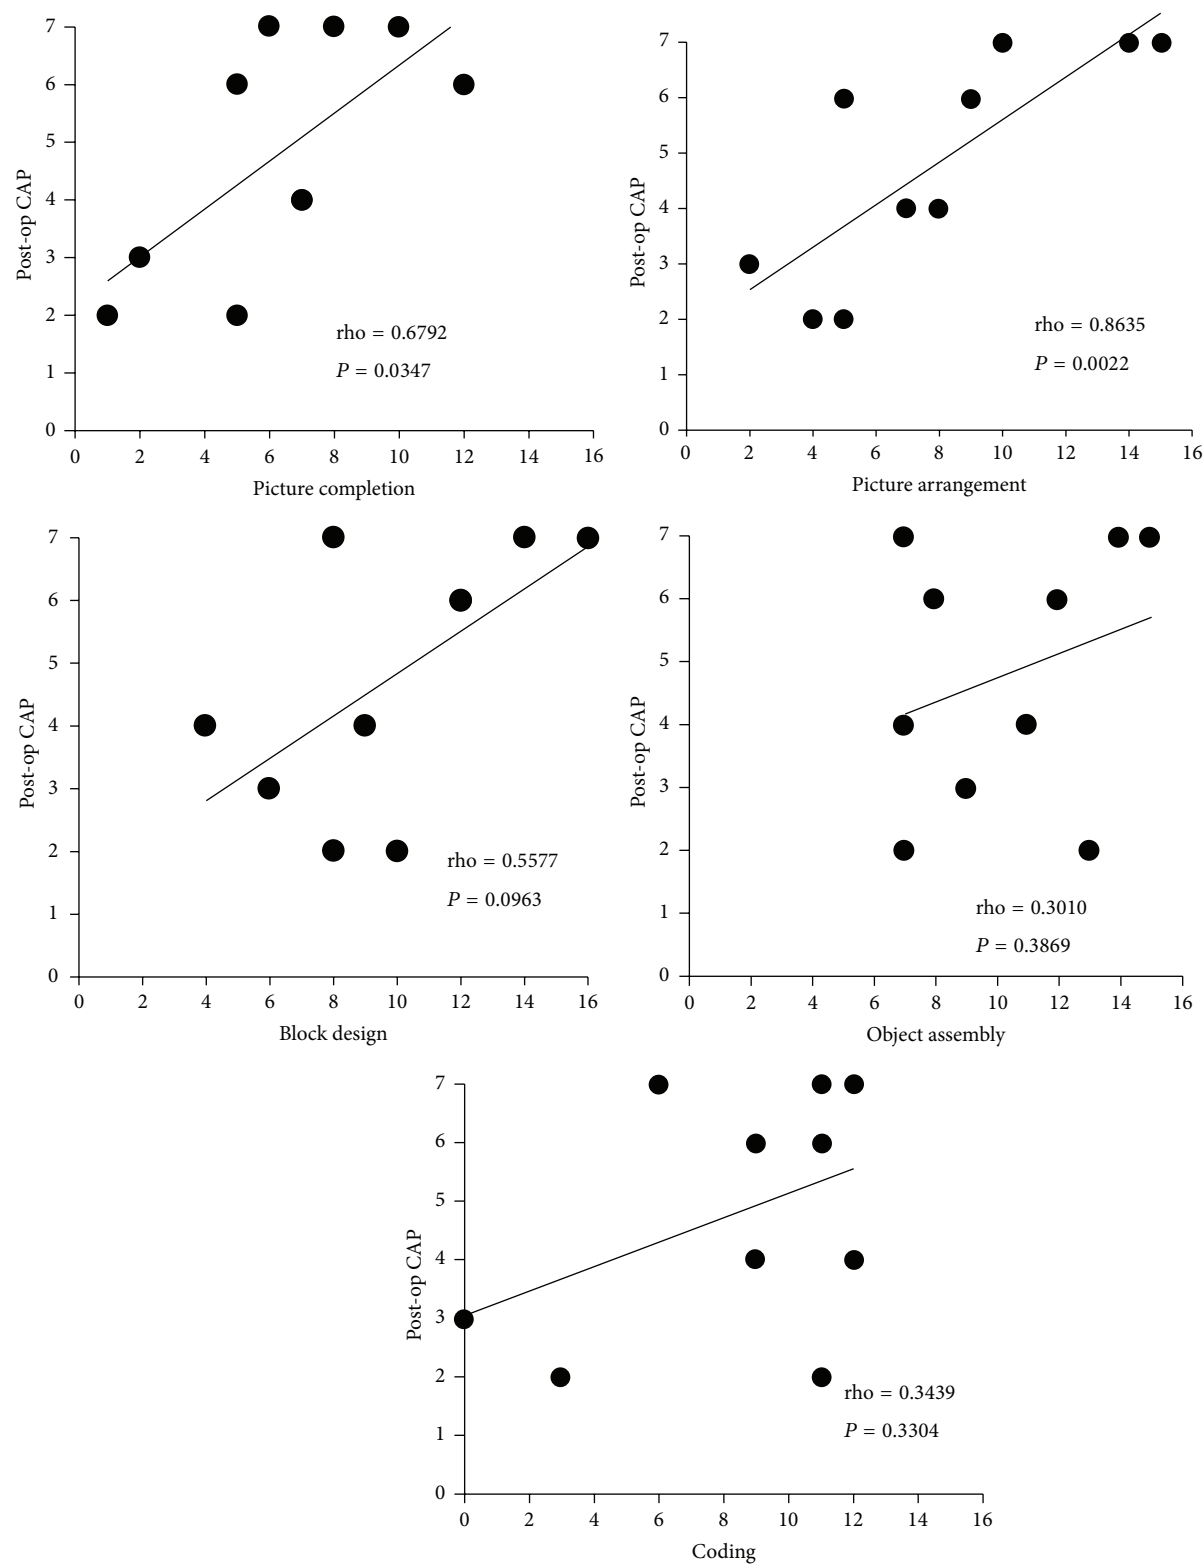 7
6
5
4
3
2
1
0
Post-op CAP
rho = 0.6792
P = 0.0347
0 2 4 6 8 10 12 14 16
Picture completion
7
6
5
4
3
2
1
0
Post-op CAP
rho = 0.8635
P = 0.0022
0 2 4 6 8 10 12 14 16
Picture arrangement
7
6
5
4
3
2
1
0
Post-op CAP
rho = 0.5577
P = 0.0963
0 2 4 6 8 10 12 14 16
Block design
7
6
5
4
3
2
1
0
Post-op CAP
rho = 0.3010
P = 0.3869
0 2 4 6 8 10 12 14 16
Object assembly
7
6
5
4
3
2
1
0
Post-op CAP
rho = 0.3439
P = 0.3304
0 2 4 6 8 10 12 14 16
Coding